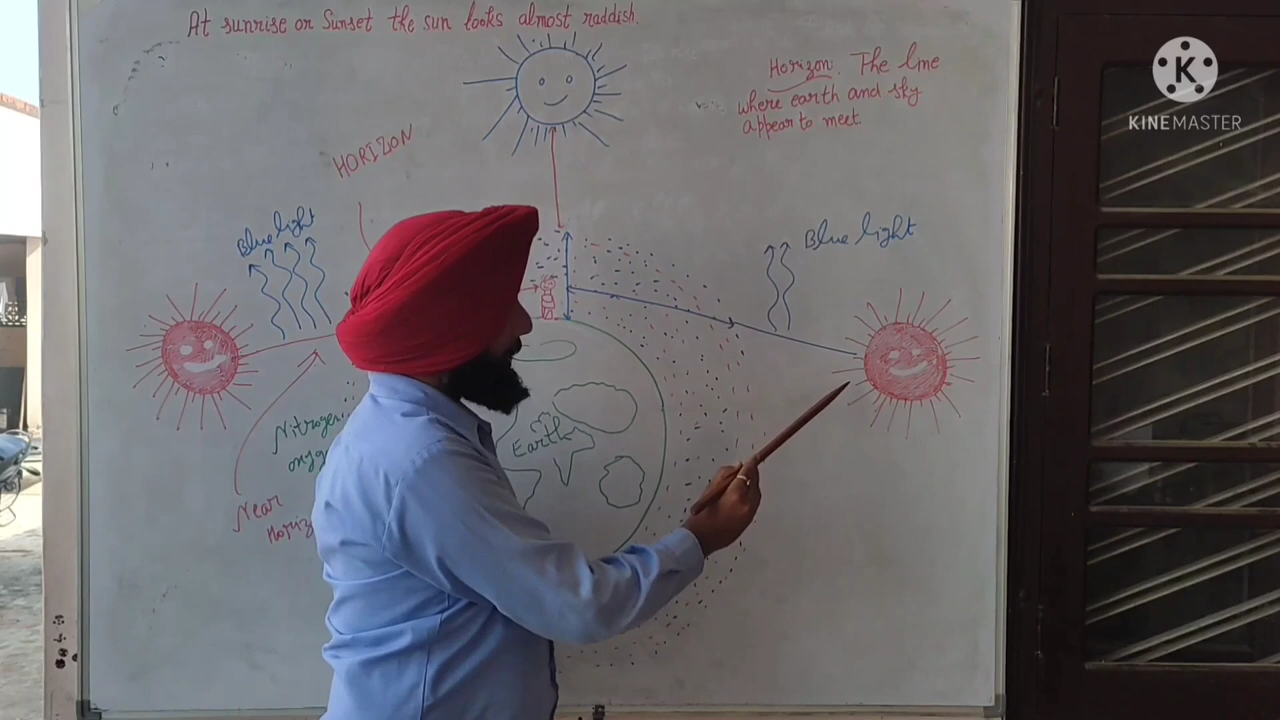 At sunrise or Sunset the sun looks almost raddish.
Horizon. The line
where earth and sky
appear to meet
KINEMASTER
HORIZON
Blue light
Blue light
Nitrogen
Earth
Near